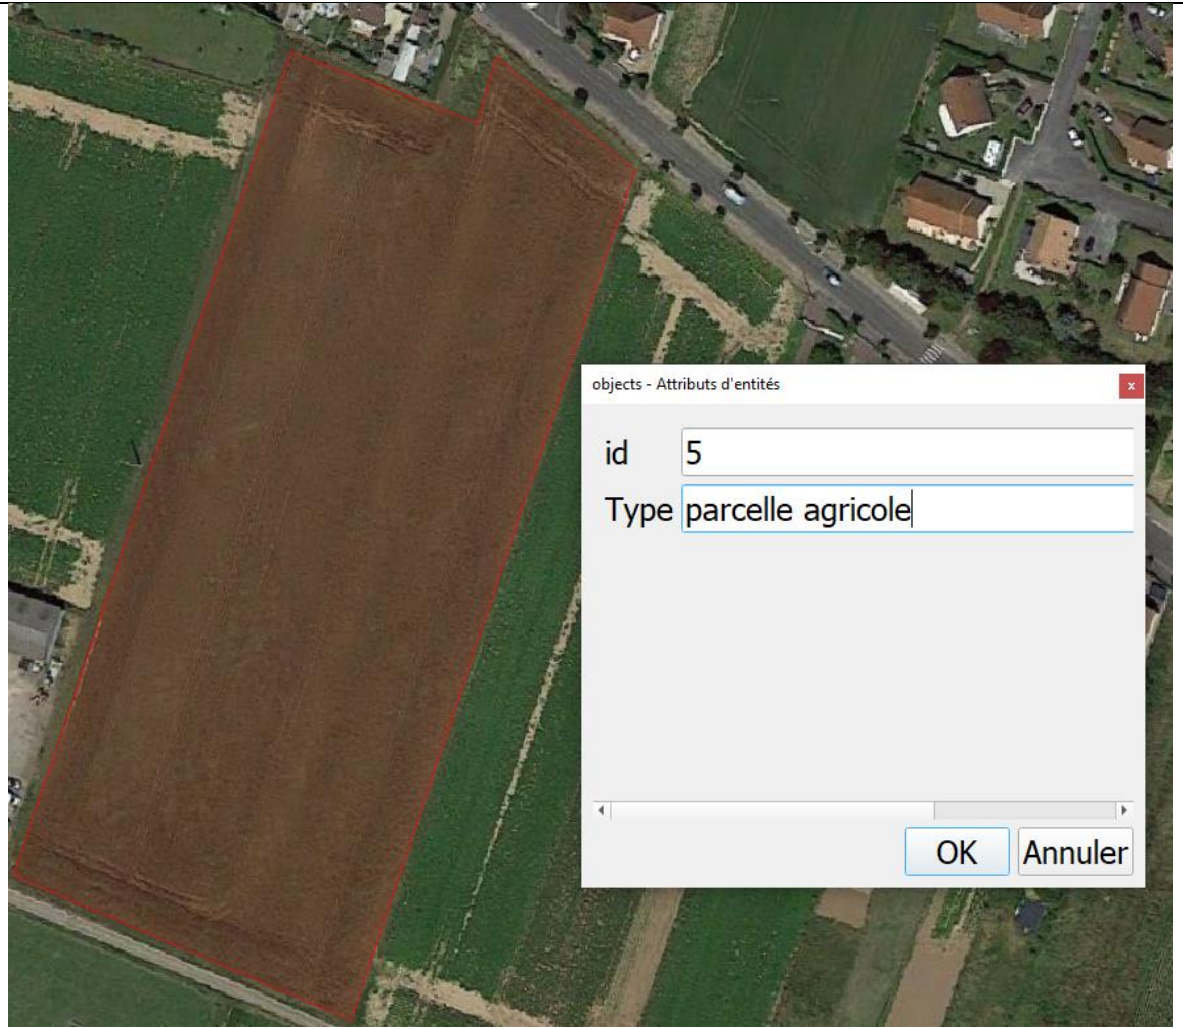 objects - Attributs d'entités
x
id 5
Type parcelle agricole
OK Annuler